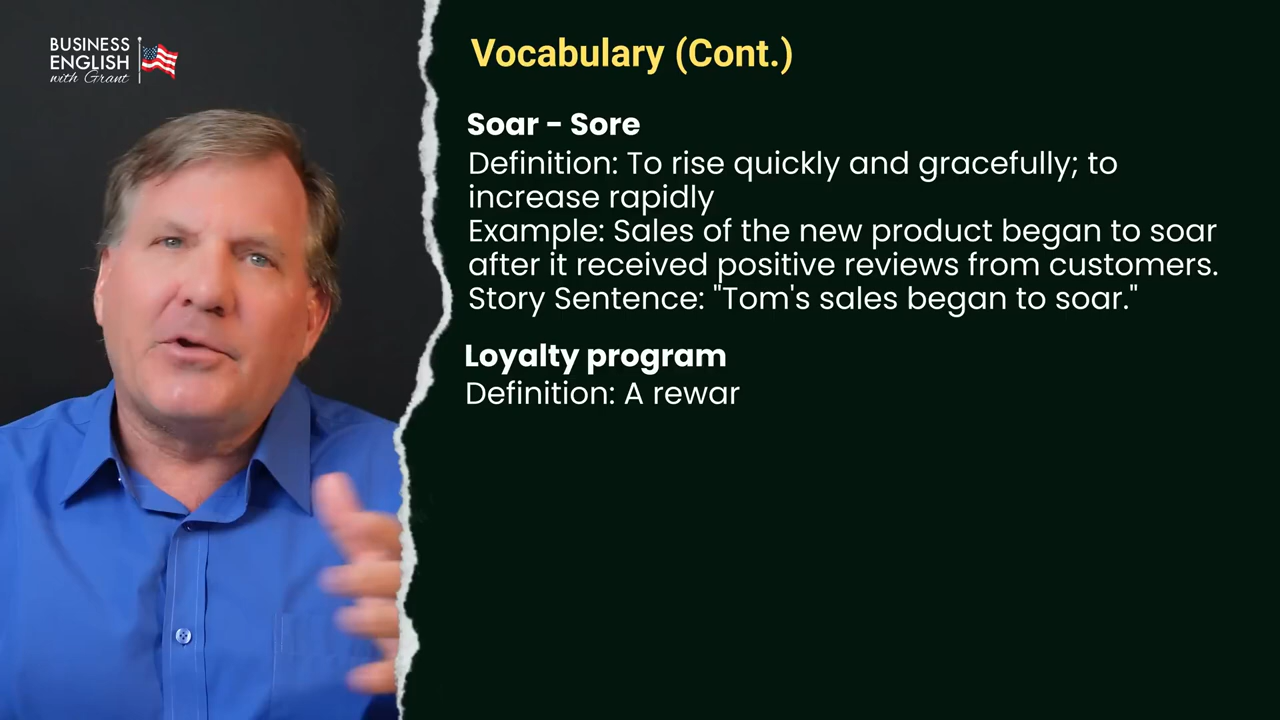 BUSINESS
ENGLISH
with Grant
Vocabulary (Cont.)
Soar - Sore
Definition: To rise quickly and gracefully; to
increase rapidly
Example: Sales of the new product began to soar
after it received positive reviews from customers.
Story Sentence: "Tom's sales began to soar."
Loyalty program
Definition: A rewar